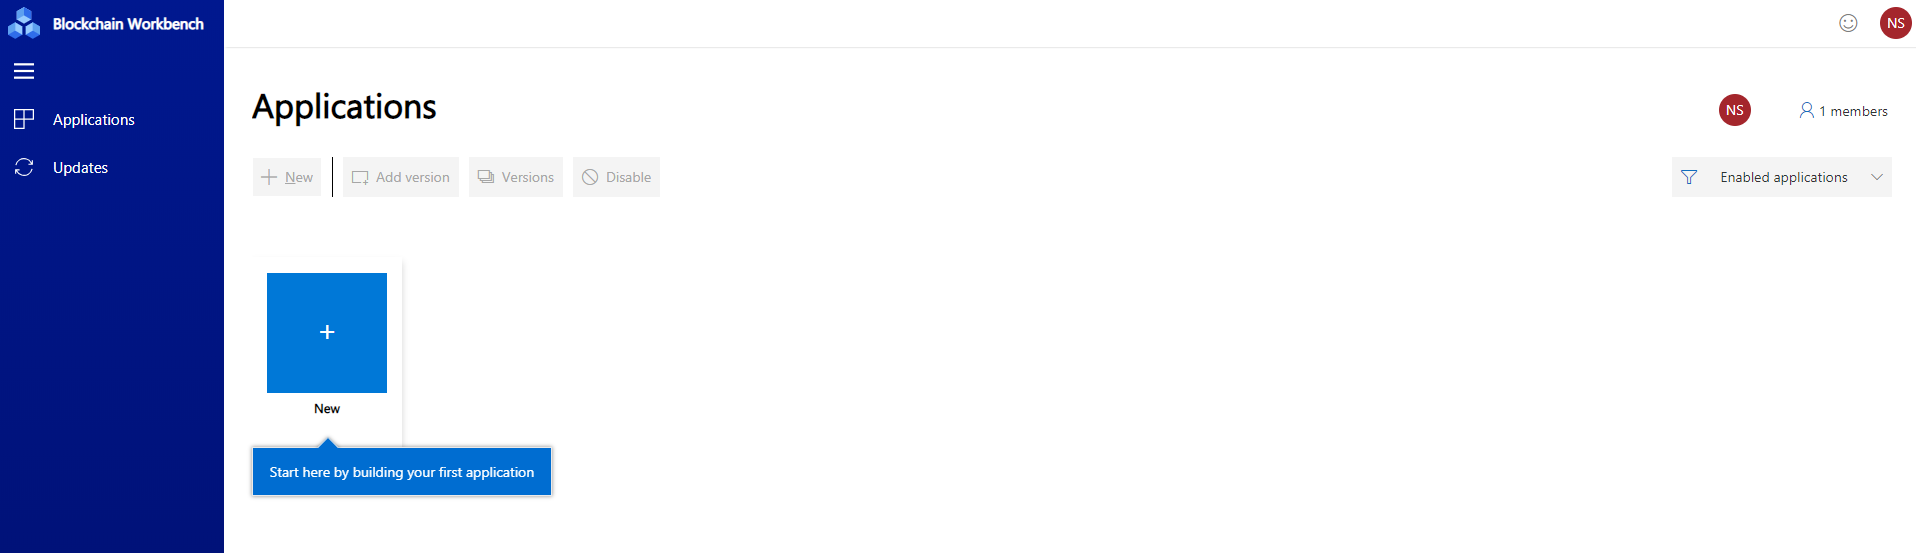 Blockchain Workbench
NS
Applications
Updates
Applications
NS
1 members
New
Add version
Versions
Disable
Enabled applications
+
New
Start here by building your first application